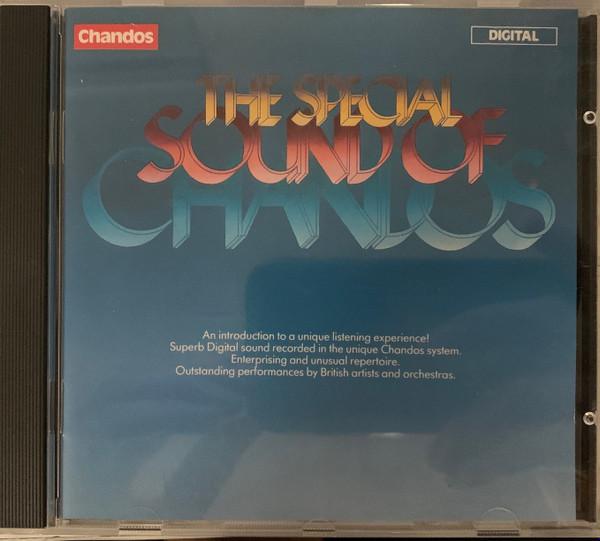 Chandos
DIGITAL
THE SPECIAL
SOUND OF
CHANDOS
An introduction to a unique listening experience!
Superb Digital sound recorded in the unique Chandos system.
Enterprising and unusual repertoire.
Outstanding performances by British artists and orchestras.